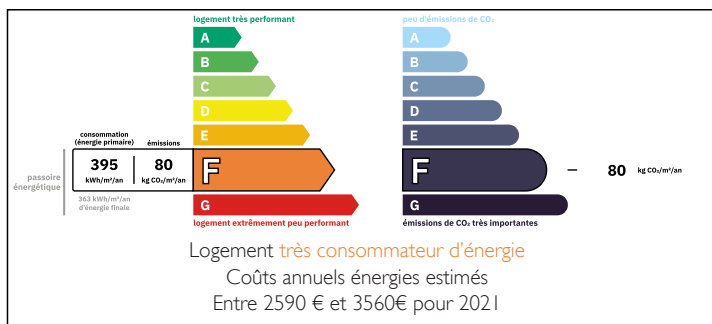 logement très performant
A
B
C
D
E
consommation
(énergie primaire)
émissions
395
kWh/m²/an
80
kg CO₂/m²/an
F
passoire
énergétique
363 kWh/m²/an
d'énergie finale
G
logement extrêmement peu performant
peu d'émissions de CO₂
A
B
C
D
E
F
80 kg CO₂/m²/an
G
émissions de CO₂ très importantes
Logement très consommateur d'énergie
Coûts annuels énergies estimés
Entre 2590 € et 3560€ pour 2021